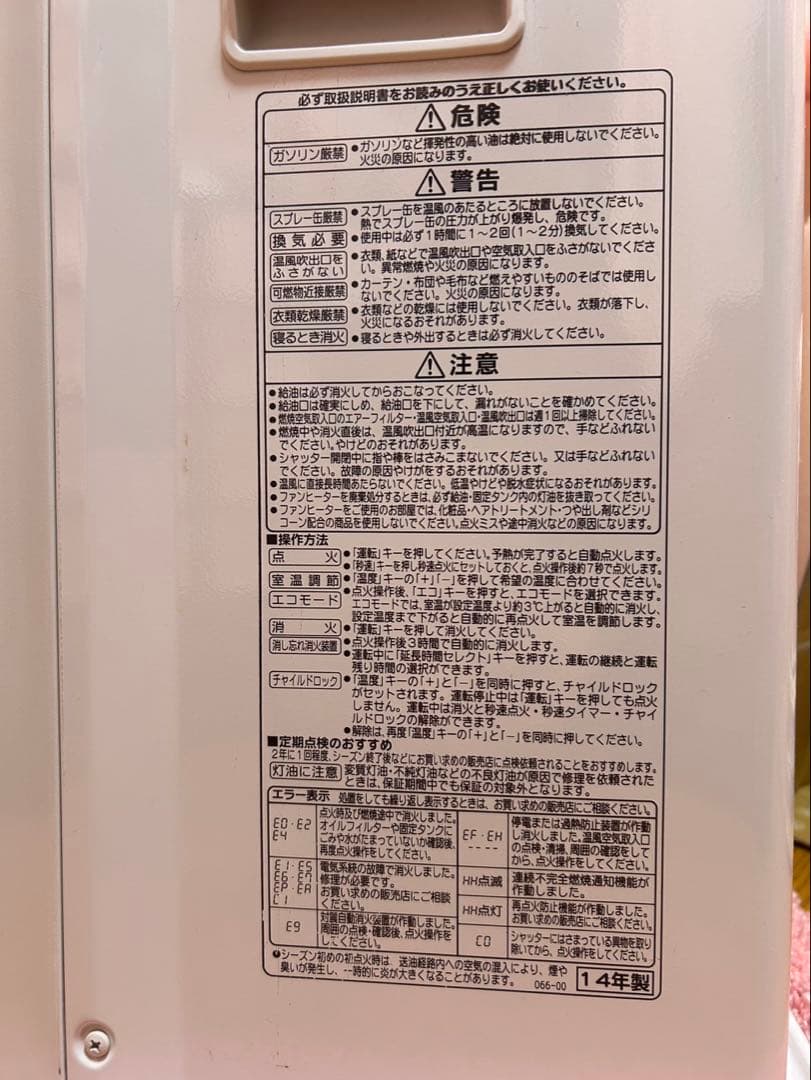 必ず取扱説明書をお読みのうえ正しくお使いください。
⚠危険
ガソリン厳禁
●ガソリンなど揮発性の高い油は絶対に使用しないでください。
火災の原因になります。
⚠警告
スプレー缶厳禁
●スプレー缶を温風のあたるところに放置しないでください。
熱でスプレー缶の圧力が上がり爆発し、危険です。
換気必要
●使用中は必ず1時間に1～2回(1～2分)換気してください。
温風吹出口を
ふさがない
●衣類、紙などで温風吹出口や空気取入口をふさがないでくださ
い。異常燃焼や火災の原因になります。
可燃物近接厳禁
●カーテン・布団や毛布など燃えやすいもののそばでは使用し
ないでください。火災の原因になります。
衣類乾燥厳禁
●衣類などの乾燥には使用しないでください。衣類が落下し、
火災になるおそれがあります。
寝るとき消火
●寝るときや外出するときは必ず消火してください。
⚠注意
●給油は必ず消火してからおこなってください。
●給油口は確実にしめ、給油口を下にして、漏れがないことを確かめてください。
●燃焼空気取入口のエアーフィルター・温風空気取入口・温風吹出口は週1回以上掃除してください。
●燃焼中や消火直後は、温風吹出口付近が高温になりますので、手などふれない
でください。やけどのおそれがあります。
●シャッター開閉中に指や棒をはさみこまないでください。又は手などふれない
でください。故障の原因やけがをするおそれがあります。
●温風に直接長時間あたらないでください。低温やけどや脱水症状になるおそれがあります。
●ファンヒーターを廃棄処分するときは、必ず給油・固定タンク内の灯油を抜き取ってください。
●ファンヒーターをご使用のお部屋では、化粧品・ヘアトリートメント・つや出し剤などシリ
コーン配合の商品を使用しないでください。点火ミスや途中消火などの原因になります。
■操作方法
点火
●「運転」キーを押してください。予熱が完了すると自動点火します。
●「秒速」キーを押し秒速点火にセットしておくと、点火操作後約7秒で点火します。
室温調節
●「温度」キーの「+」「-」を押して希望の温度に合わせてください。
エコモード
●点火操作後、「エコ」キーを押すと、エコモードを選択できます。
エコモードでは、室温が設定温度より約3℃上がると自動的に消火し、
設定温度まで下がると自動的に再点火して室温を調節します。
消火
●「運転」キーを押して消火してください。
消し忘れ消火装置
●点火操作後3時間で自動的に消火します。
●運転中に「延長時間セレクト」キーを押すと、運転の継続と運転
残り時間の選択ができます。
チャイルドロック
●「温度」キーの「+」と「-」を同時に押すと、チャイルドロック
がセットされます。運転停止中は「運転」キーを押しても点火
しません。運転中は消火と秒速点火・秒速タイマー・チャイ
ルドロックの解除ができます。
●解除は、再度「温度」キーの「+」と「-」を同時に押してください。
■定期点検のおすすめ
2年に1回程度、シーズン終了後などにお買い求めの販売店に点検依頼されることをおすすめします。
灯油に注意
変質灯油・不純灯油などの不良灯油が原因で修理を依頼された
ときは、保証期間中でも保証の対象外となります。
エラー表示 処置をしても繰り返し表示するときは、お買い求めの販売店にご相談ください。
E0・E2
E4
点火時及び燃焼途中で消火しました。
オイルフィルターや固定タンクに
ごみや水がたまっていないか確認後、
再度点火操作をしてください。
E1・E5
E6・E7
EP・EA
C1
電気系統の故障で消火しました。
修理が必要です。
お買い求めの販売店にご相談
ください。
E9
対震自動消火装置が作動しました。
周囲の点検・確認後、点火操作を
してください。
EF・EH
----
停電または過熱防止装置が作動
し消火しました。温風空気取入口
の点検・清掃、周囲の確認をして
から、点火操作をしてください。
HH点滅
連続不完全燃焼通知機能が
作動しました。
HH点灯
再点火防止機能が作動しました。
お買い求めの販売店にご相談ください。
C0
シャッターにはさまっている異物を取り
除いてから、点火操作をしてください。
●シーズン初めの初点火時は、送油経路内への空気の混入により、煙や
臭いが発生し、一時的に炎が大きくなることがあります。
066-00
14年製